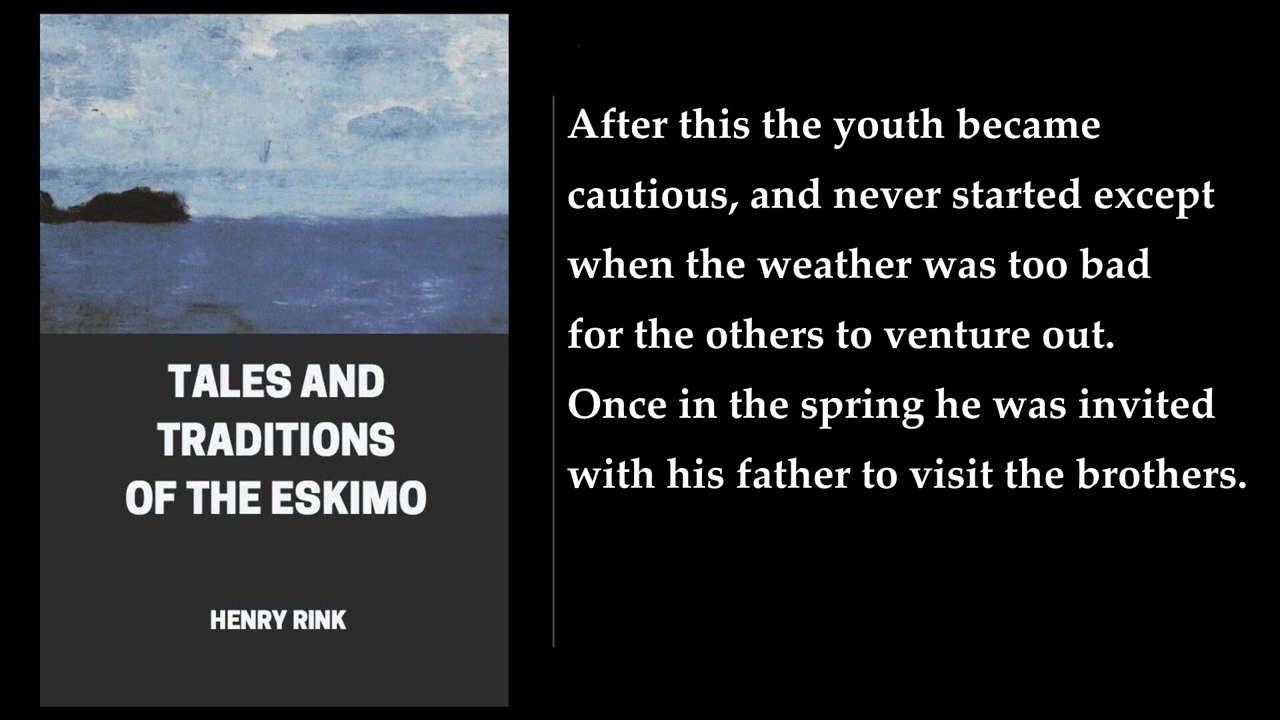 TALES AND
TRADITIONS
OF THE ESKIMO
HENRY RINK
After this the youth became
cautious, and never started except
when the weather was too bad
for the others to venture out.
Once in the spring he was invited
with his father to visit the brothers.